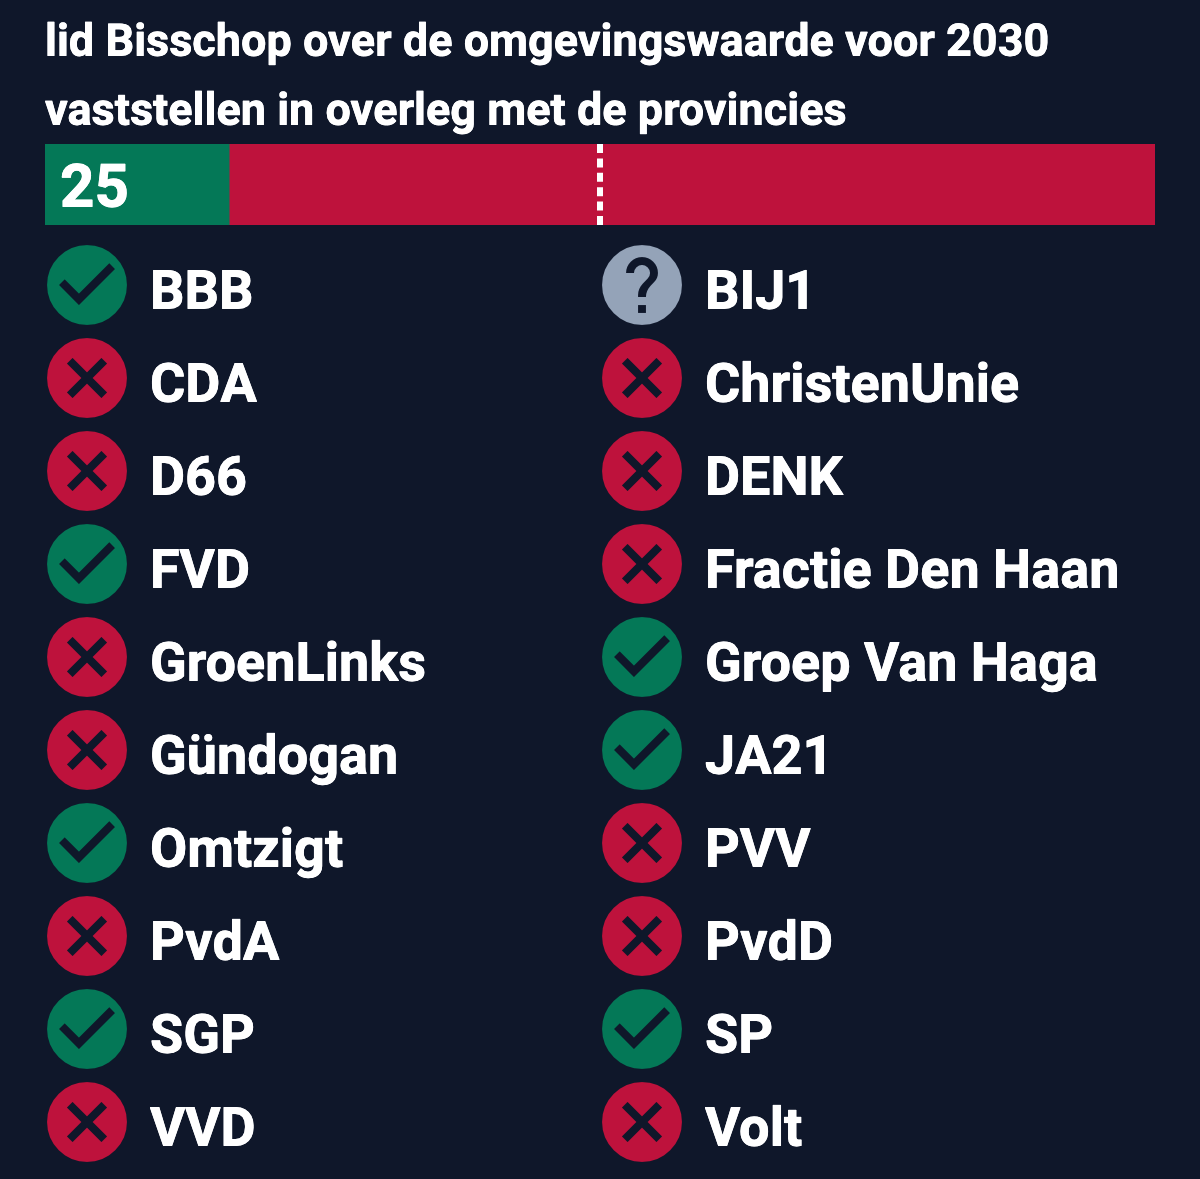 lid Bisschop over de omgevingswaarde voor 2030
vaststellen in overleg met de provincies
25
BBB
? BIJ1
CDA
ChristenUnie
D66
DENK
FVD
Fractie Den Haan
GroenLinks
Groep Van Haga
Gündogan
JA21
Omtzigt
PVV
PvdA
PvdD
SGP
SP
VVD
Volt